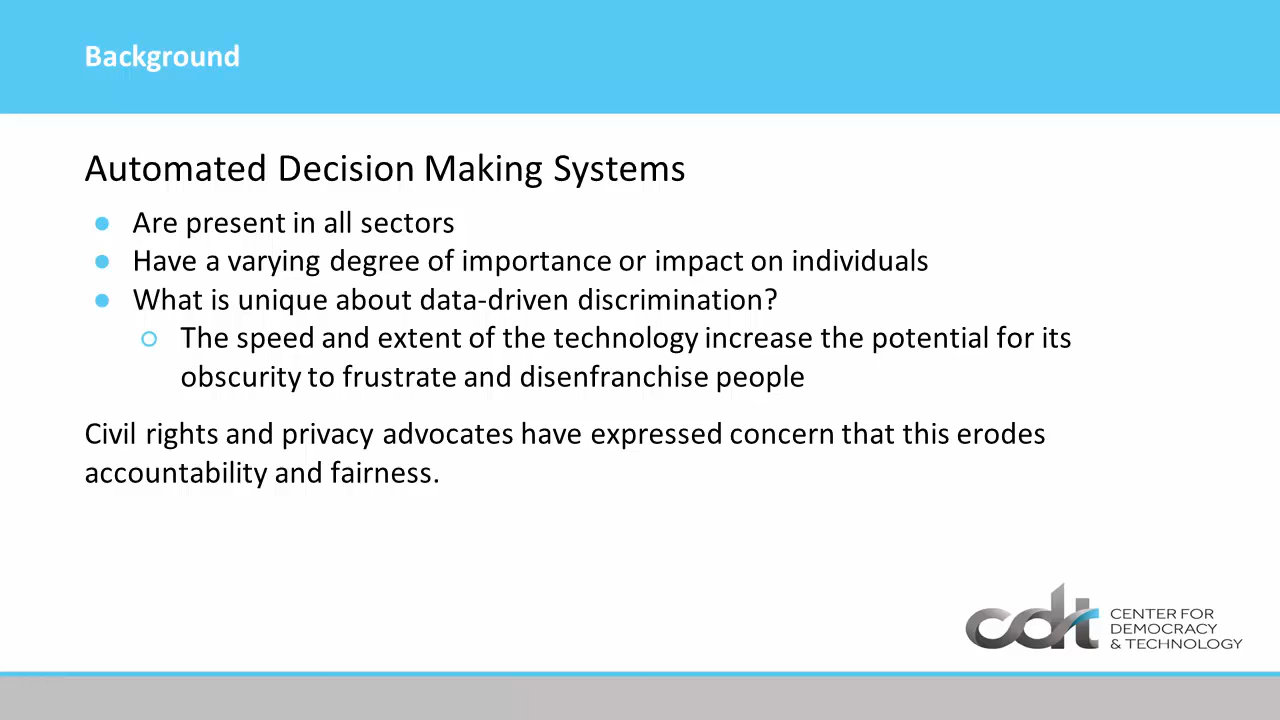 Background
Automated Decision Making Systems
● Are present in all sectors
● Have a varying degree of importance or impact on individuals
● What is unique about data-driven discrimination?
○ The speed and extent of the technology increase the potential for its
obscurity to frustrate and disenfranchise people
Civil rights and privacy advocates have expressed concern that this erodes
accountability and fairness.
cdt
CENTER FOR
DEMOCRACY
& TECHNOLOGY